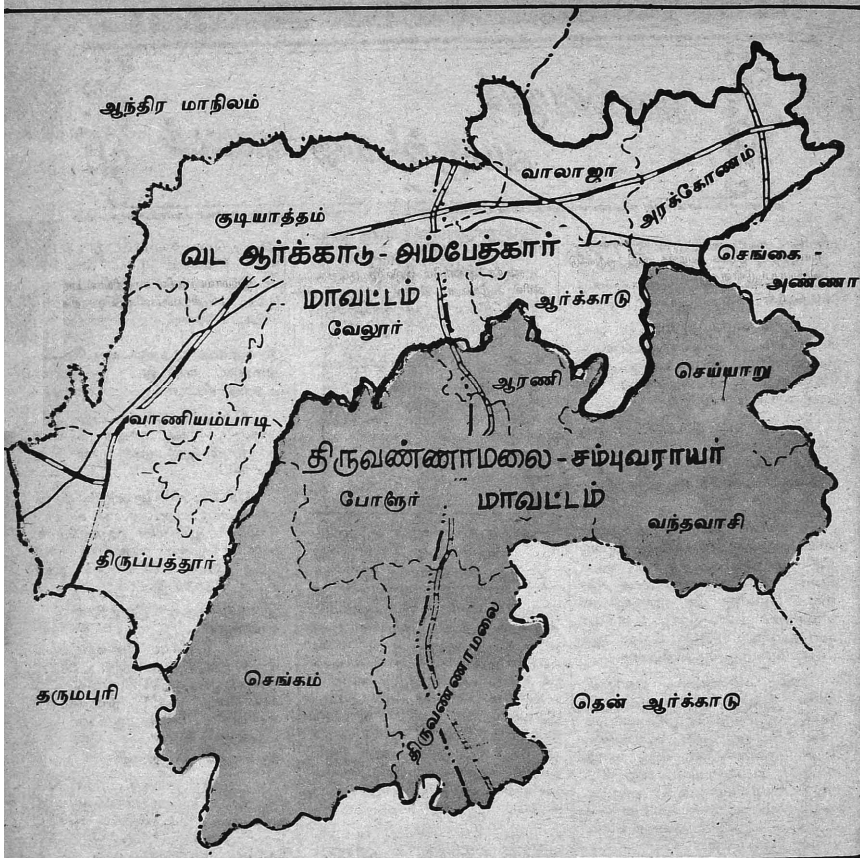 ஆந்திர மாநிலம்
வாலாஜா
அரக்கோணம்
குடியாத்தம்
வட ஆர்க்காடு - அம்பேத்கார்
மாவட்டம்
செங்கை -
அண்ணா
ஆர்க்காடு
வேலூர்
ஆரணி
செய்யாறு
வாணியம்பாடி
திருவண்ணாமலை - சம்புவராயர்
மாவட்டம்
போளூர்
வந்தவாசி
திருப்பத்தூர்
செங்கம்
திருவண்ணாமலை
தருமபுரி
தென் ஆர்க்காடு